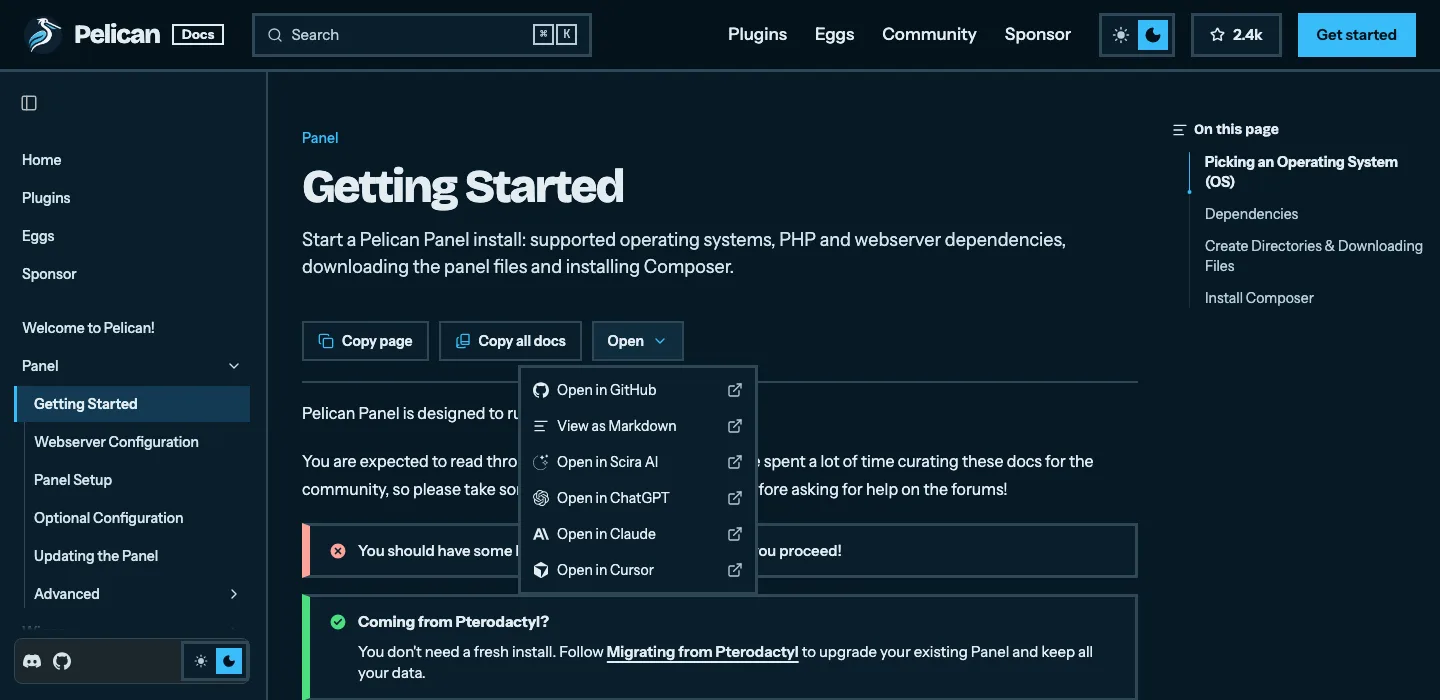 Pelican Docs
Search
⌘ K
Plugins Eggs Community Sponsor
2.4k
Get started
Home
Plugins
Eggs
Sponsor
Welcome to Pelican!
Panel
Getting Started
Webserver Configuration
Panel Setup
Optional Configuration
Updating the Panel
Advanced
Panel
Getting Started
Start a Pelican Panel install: supported operating systems, PHP and webserver dependencies,
downloading the panel files and installing Composer.
Copy page
Copy all docs
Open
Open in GitHub
View as Markdown
Open in Scira AI
Open in ChatGPT
Open in Claude
Open in Cursor
Pelican Panel is designed to
You are expected to read spent a lot of time curating these docs for the
community, so please take asking for help on the forums!
You should have some proceed!
Coming from Pterodactyl?
You don't need a fresh install. Follow Migrating from Pterodactyl to upgrade your existing Panel and keep all
your data.
On this page
Picking an Operating System
(OS)
Dependencies
Create Directories & Downloading
Files
Install Composer